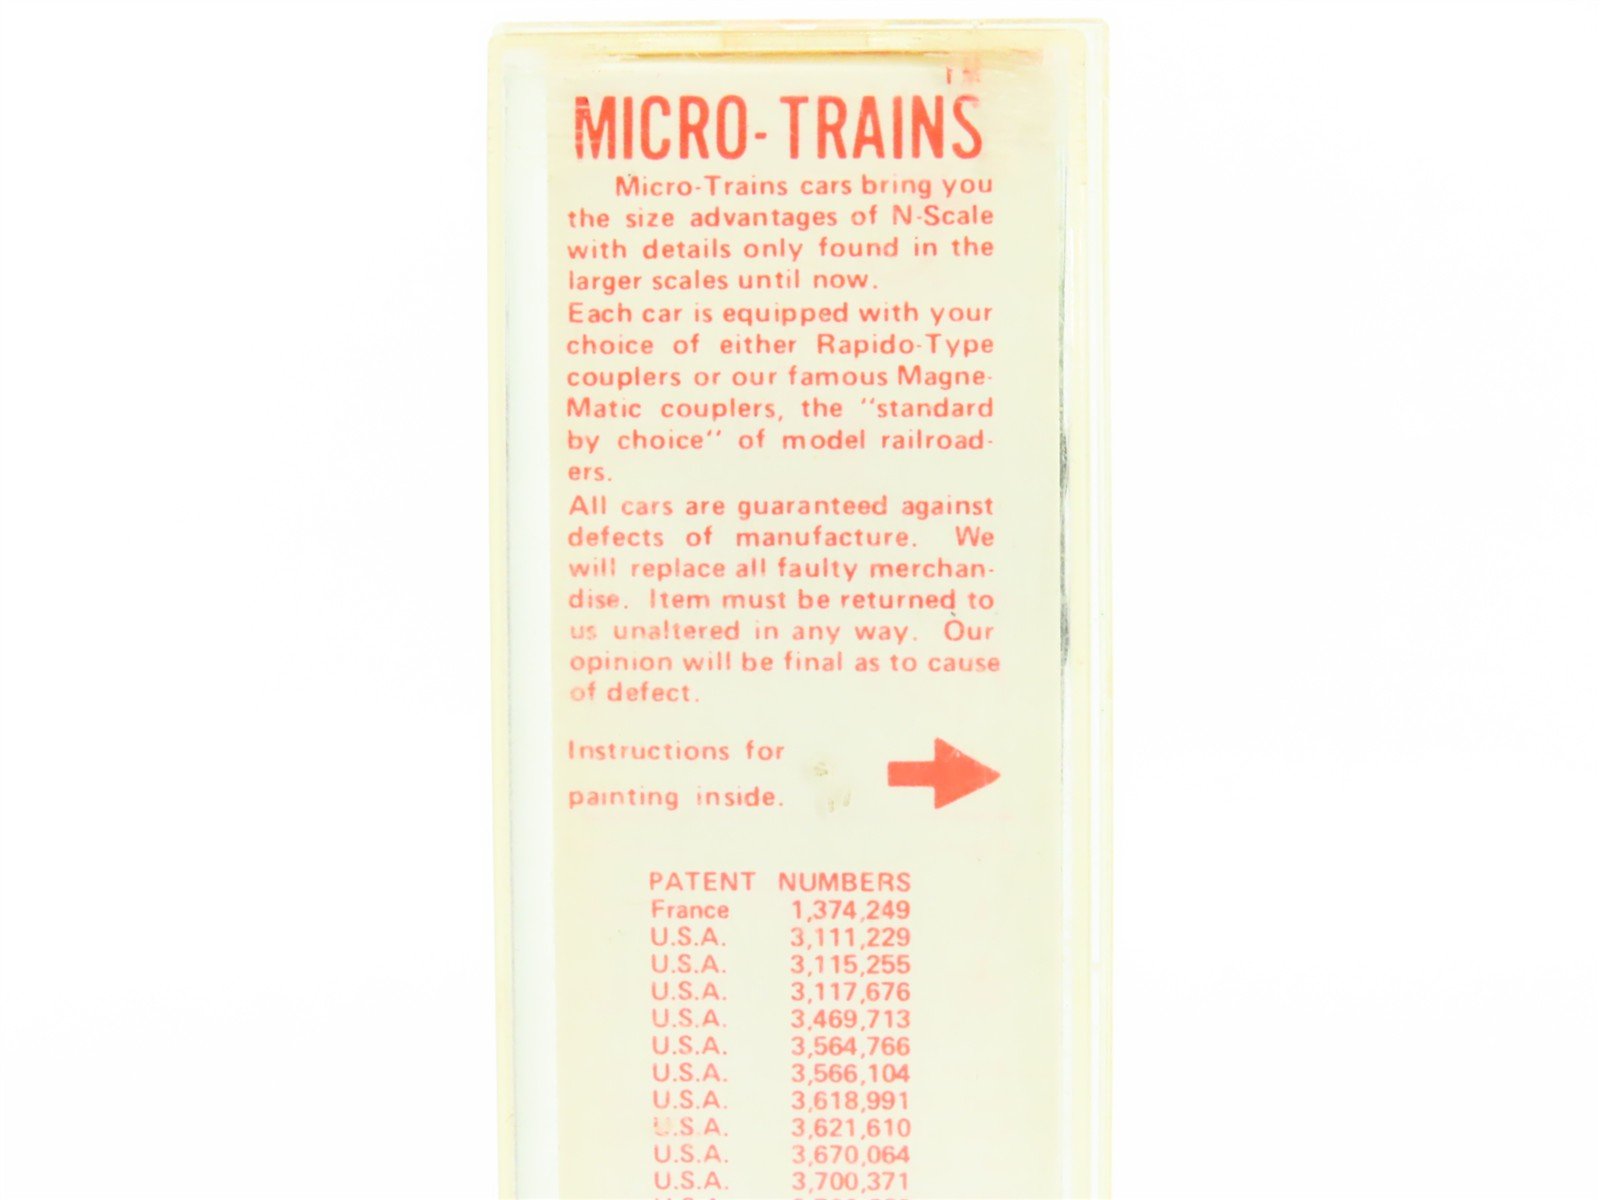 TM
MICRO-TRAINS
Micro-Trains cars bring you
the size advantages of N-Scale
with details only found in the
larger scales until now.
Each car is equipped with your
choice of either Rapido-Type
couplers or our famous Magne-
Matic couplers, the "standard
by choice" of model railroad-
ers.
All cars are guaranteed against
defects of manufacture. We
will replace all faulty merchan-
dise. Item must be returned to
us unaltered in any way. Our
opinion will be final as to cause
of defect.
Instructions for
painting inside.
PATENT NUMBERS
France 1,374,249
U.S.A. 3,111,229
U.S.A. 3,115,255
U.S.A. 3,117,676
U.S.A. 3,469,713
U.S.A. 3,564,766
U.S.A. 3,566,104
U.S.A. 3,618,991
U.S.A. 3,621,610
U.S.A. 3,670,064
U.S.A. 3,700,371